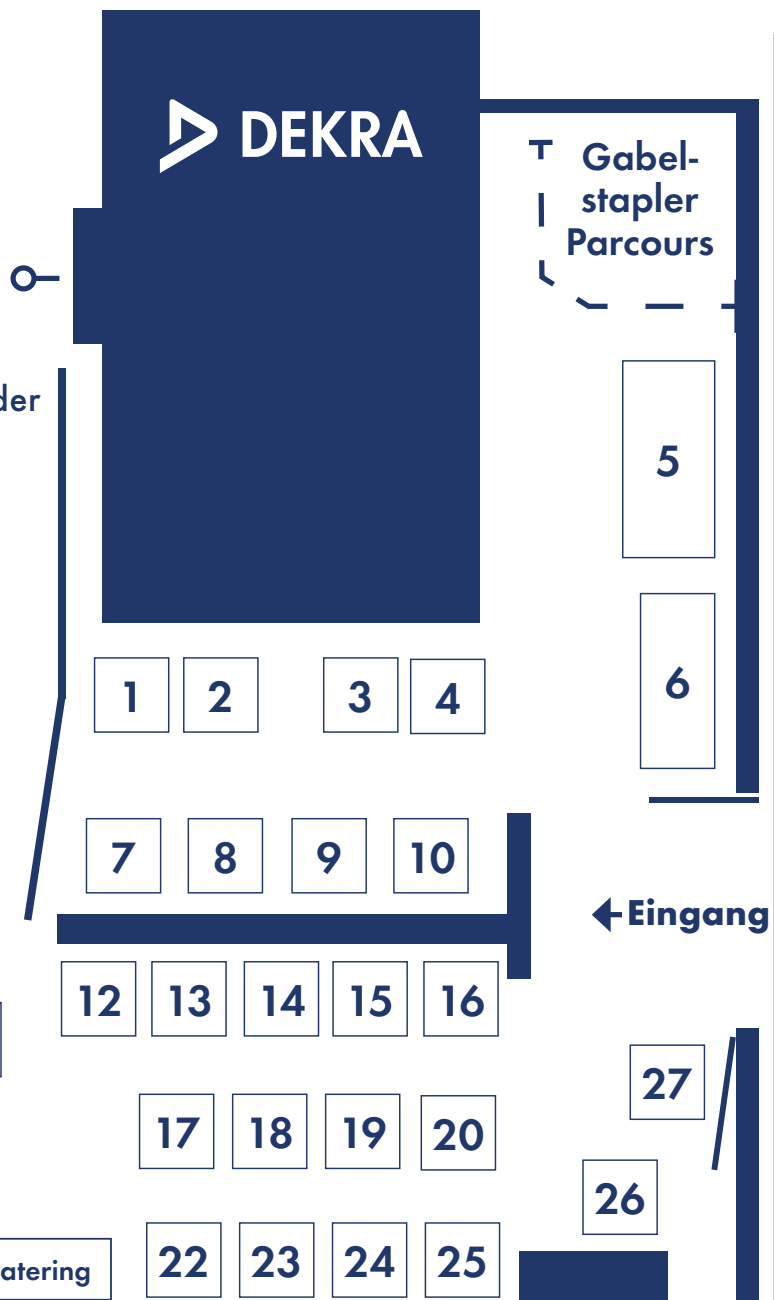 DEKRA
Gabel-
stapler
Parcours
der
5
6
1 2 3 4
7 8 9 10
Eingang
12 13 14 15 16
27
17 18 19 20
26
22 23 24 25
atering